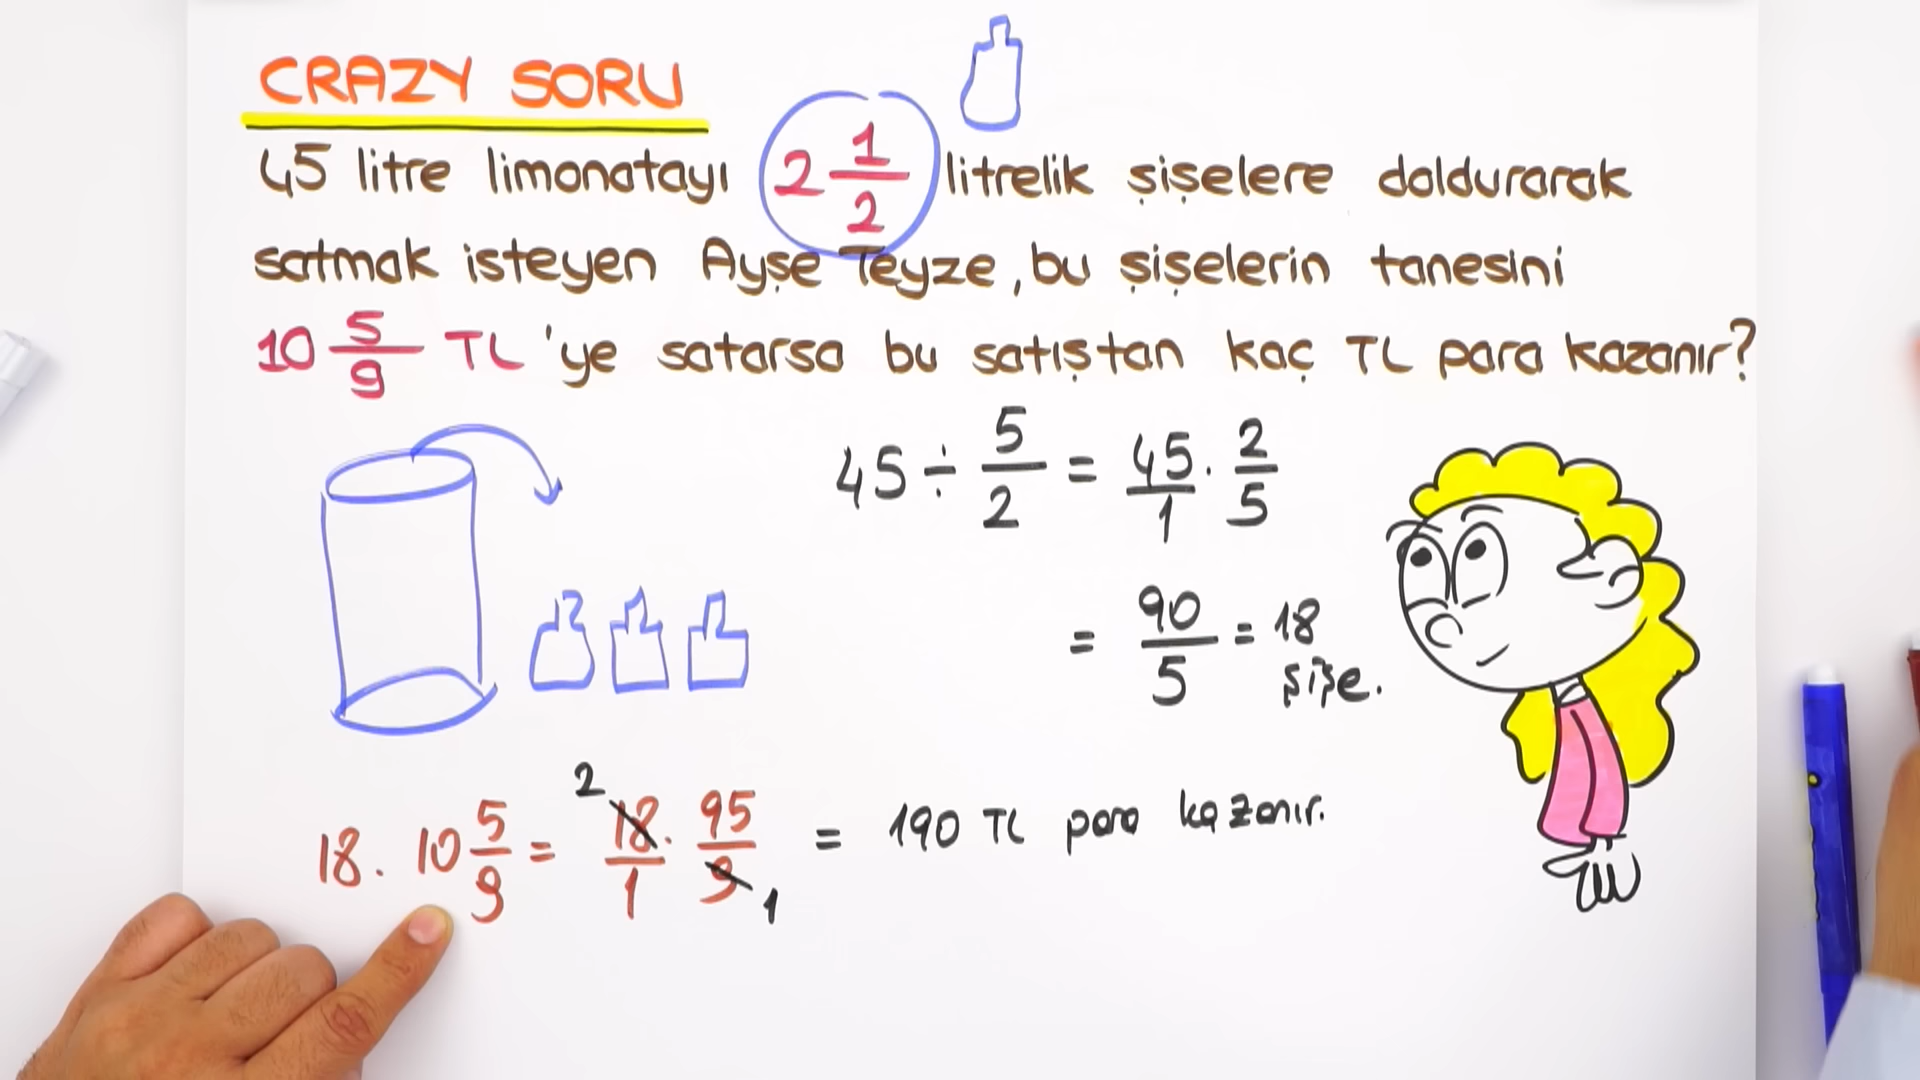 CRAZY SORU
45 litre limonatayı 2 1/2 litrelik şişelere doldurarak
satmak isteyen Ayşe Teyze, bu şişelerin tanesini
10 5/9 TL 'ye satarsa bu satıştan kaç TL para kazanır?
45 ÷ 5/2 = 45/1 . 2/5
= 90/5 = 18 şişe.
18 . 10 5/9 = 2 18/1 . 95/9 1 = 190 TL para kazanır.